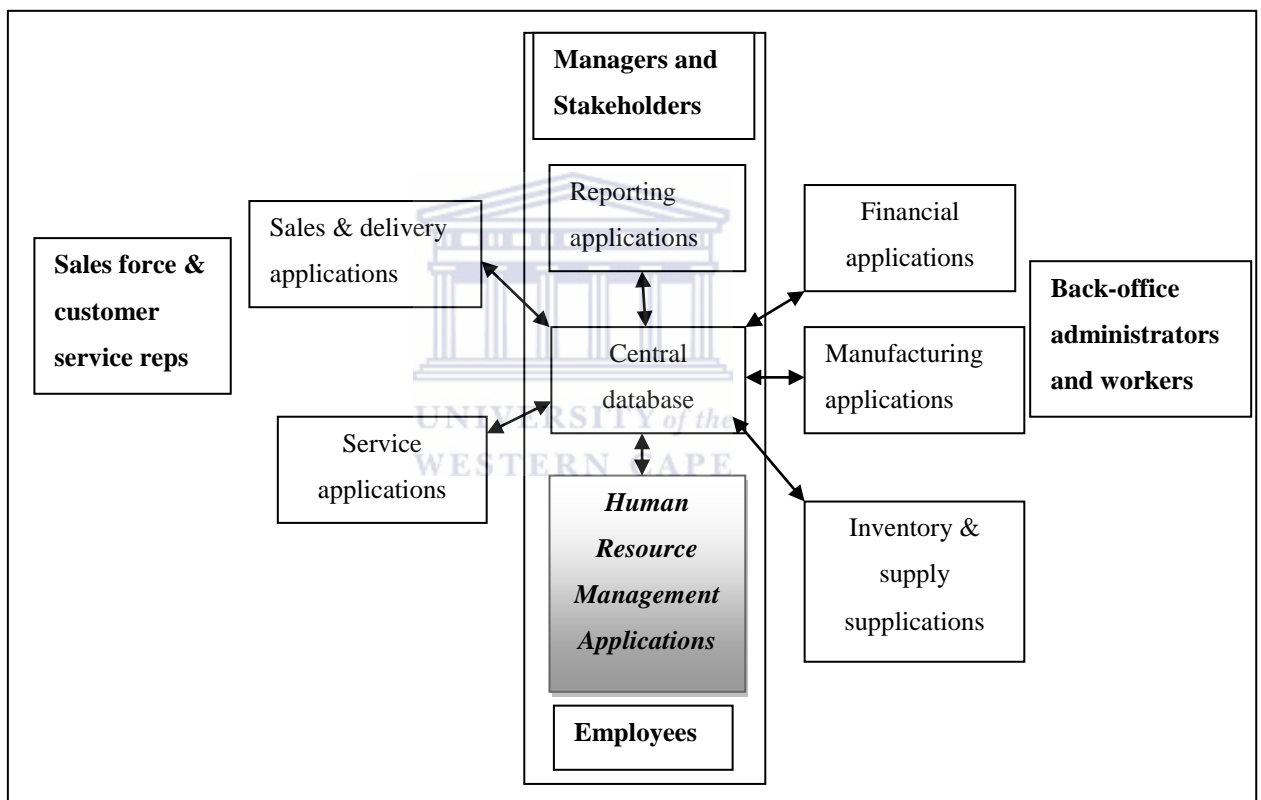 Managers and
Stakeholders
Reporting
applications
Sales & delivery
applications
Financial
applications
Sales force &
customer
service reps
Back-office
administrators
and workers
Central
database
Manufacturing
applications
UNIVERSITY of the
WESTERN CAPE
Service
applications
Human
Resource
Management
Applications
Inventory &
supply
supplications
Employees